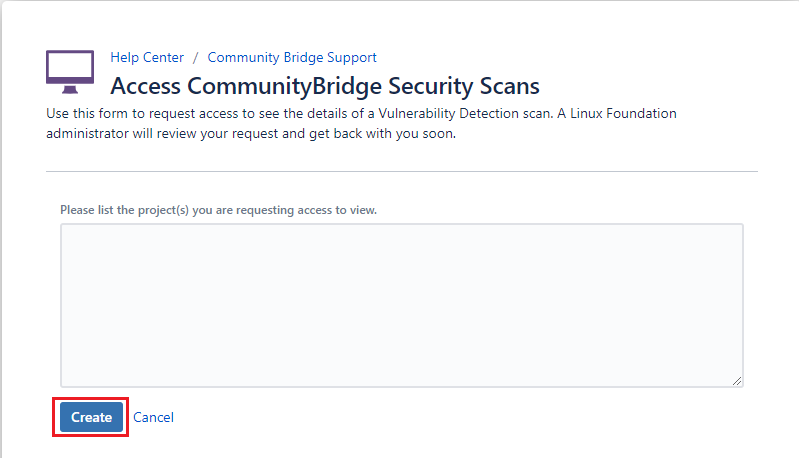 Help Center / Community Bridge Support
Access CommunityBridge Security Scans
Use this form to request access to see the details of a Vulnerability Detection scan. A Linux Foundation
administrator will review your request and get back with you soon.
Please list the project(s) you are requesting access to view.
Create Cancel